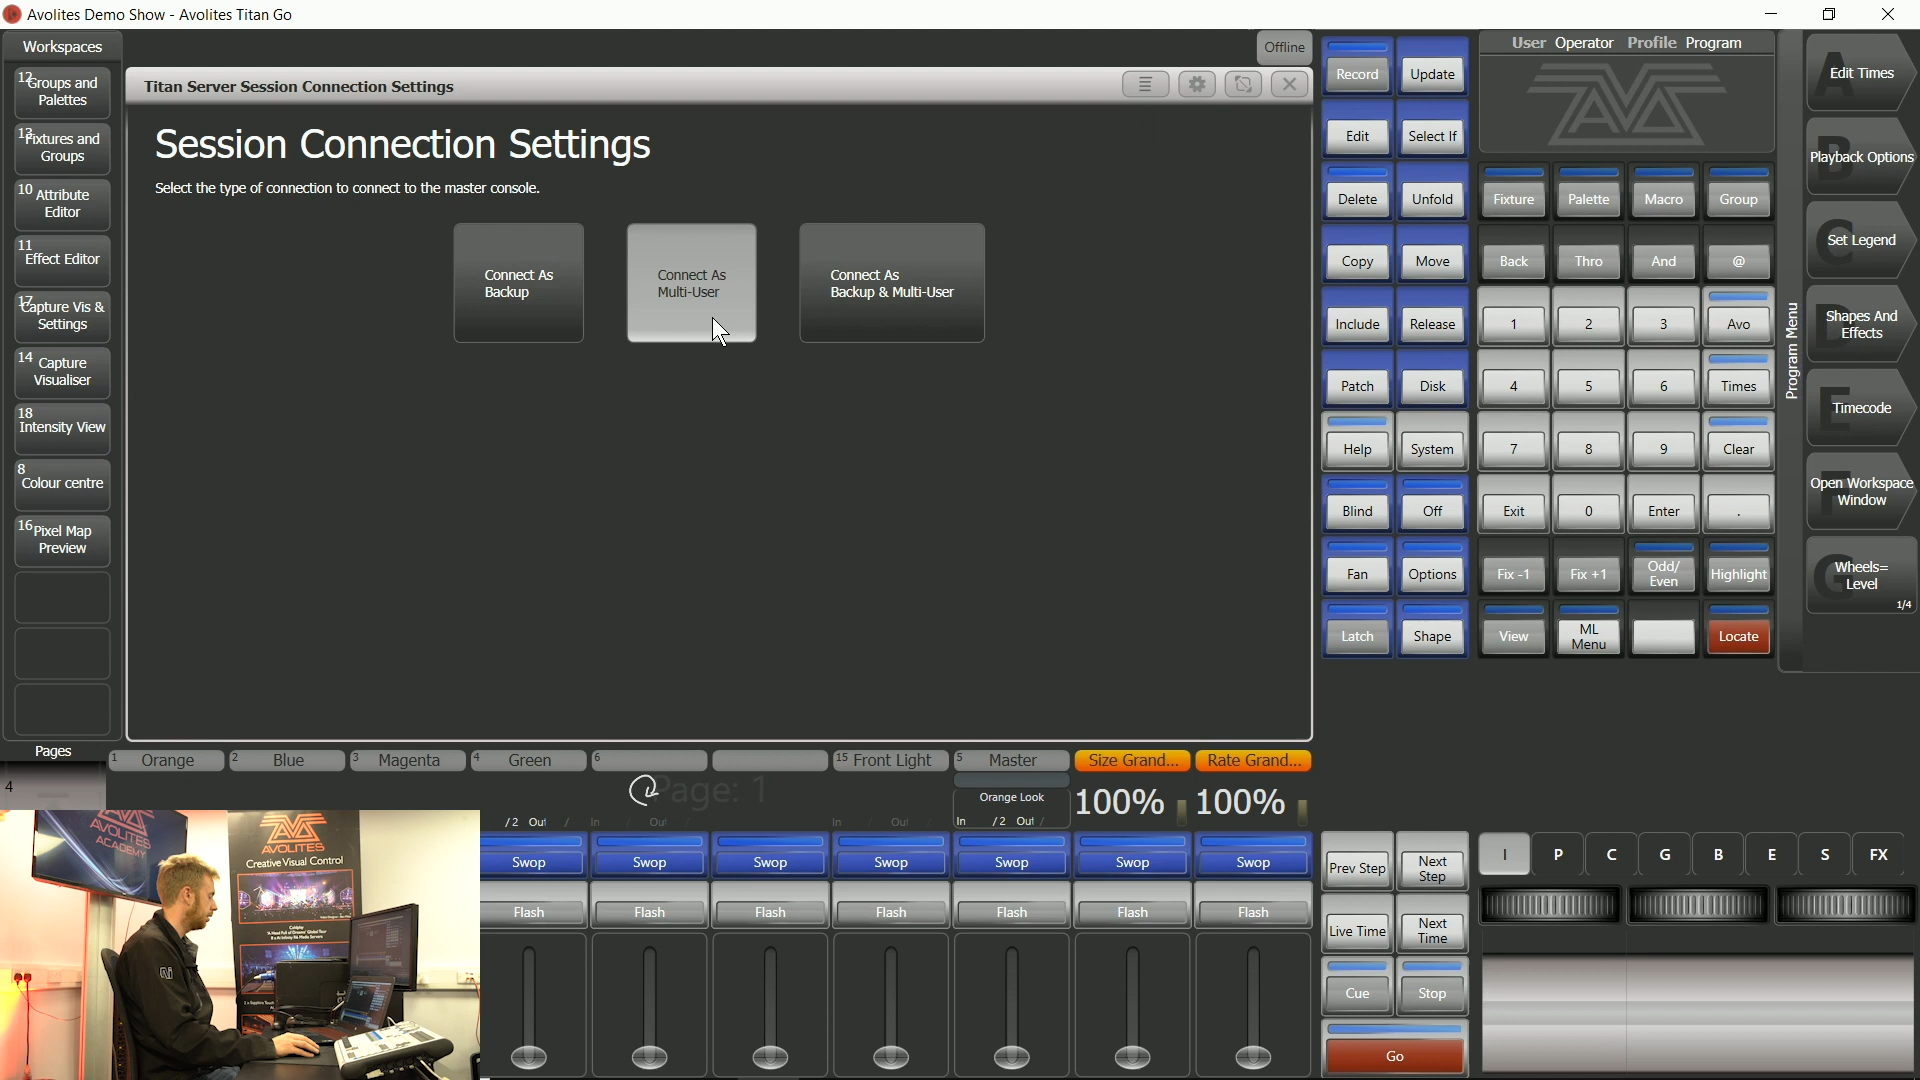 Avolites Demo Show - Avolites Titan Go
Workspaces
12
Groups and
Palettes
13
Fixtures and
Groups
10
Attribute
Editor
11
Effect Editor
17
Capture Vis &
Settings
14
Capture
Visualiser
18
Intensity View
8
Colour centre
16
Pixel Map
Preview
Offline
Titan Server Session Connection Settings
Session Connection Settings
Select the type of connection to connect to the master console.
Connect As
Backup
Connect As
Multi-User
Connect As
Backup & Multi-User
Record
Update
Edit
Select If
Delete
Unfold
Copy
Move
Include
Release
Patch
Disk
Help
System
Blind
Off
Fan
Options
Latch
Shape
User Operator Profile Program
Fixture
Palette
Macro
Group
Back
Thro
And
@
1
2
3
Avo
4
5
6
Times
7
8
9
Clear
Exit
0
Enter
.
Fix -1
Fix +1
Odd/
Even
Highlight
View
ML
Menu
Locate
Program Menu
A
Edit Times
B
Playback Options
C
Set Legend
D
Shapes And
Effects
E
Timecode
F
Open Workspace
Window
G
Wheels=
Level
1/4
Pages
4
1 Orange
2 Blue
3 Magenta
4 Green
6
15 Front Light
5 Master
Size Grand...
Rate Grand...
Page: 1
Orange Look
100%
100%
/2 Out /
In / Out /
In / Out /
In /2 Out /
Swop
Swop
Swop
Swop
Swop
Swop
Swop
Flash
Flash
Flash
Flash
Flash
Flash
Flash
Prev Step
Next
Step
Live Time
Next
Time
Cue
Stop
Go
I
P
C
G
B
E
S
FX
AVOLITES
ACADEMY
AVOLITES
Creative Visual Control